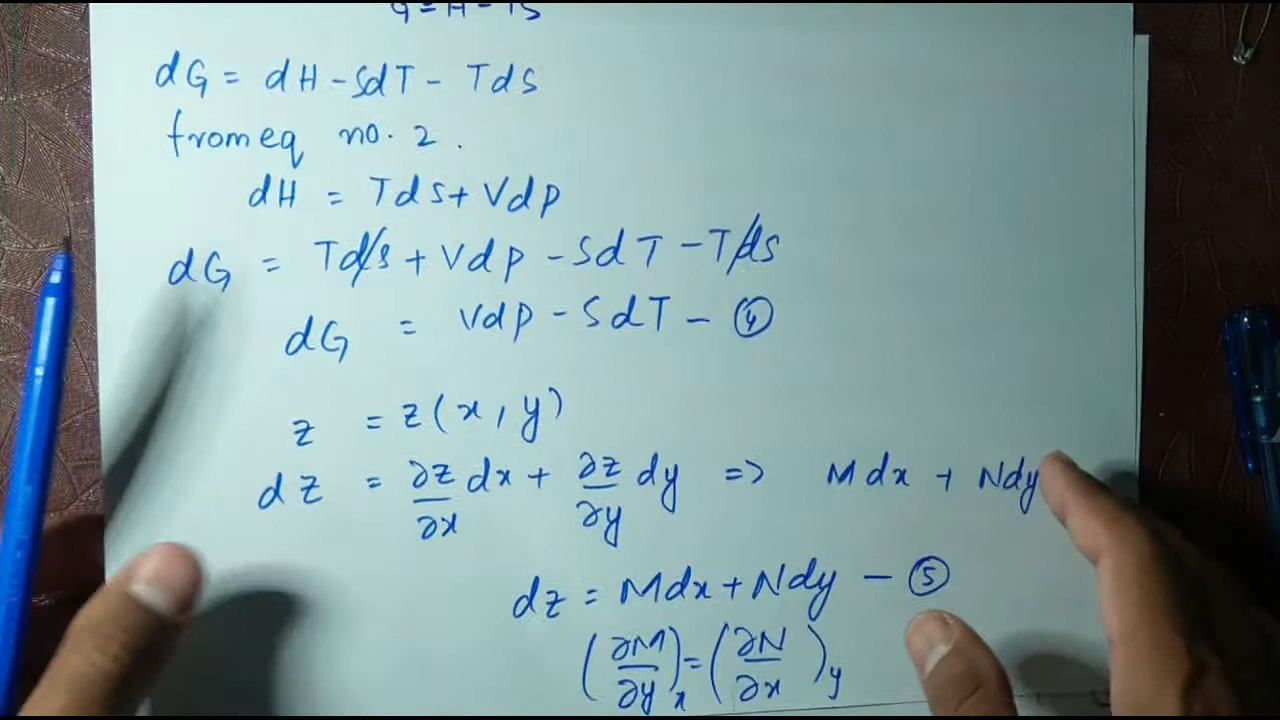 G = H - TS
dG = dH - SdT - TdS
from eq no. 2.
dH = Tds + Vdp
dG = Tds + Vdp - SdT - Tds
dG = Vdp - SdT - ④
z = z(x, y)
dz = ∂z/∂x dx + ∂z/∂y dy => Mdx + Ndy
dz = Mdx + Ndy - ⑤
(∂M/∂y)x = (∂N/∂x)y